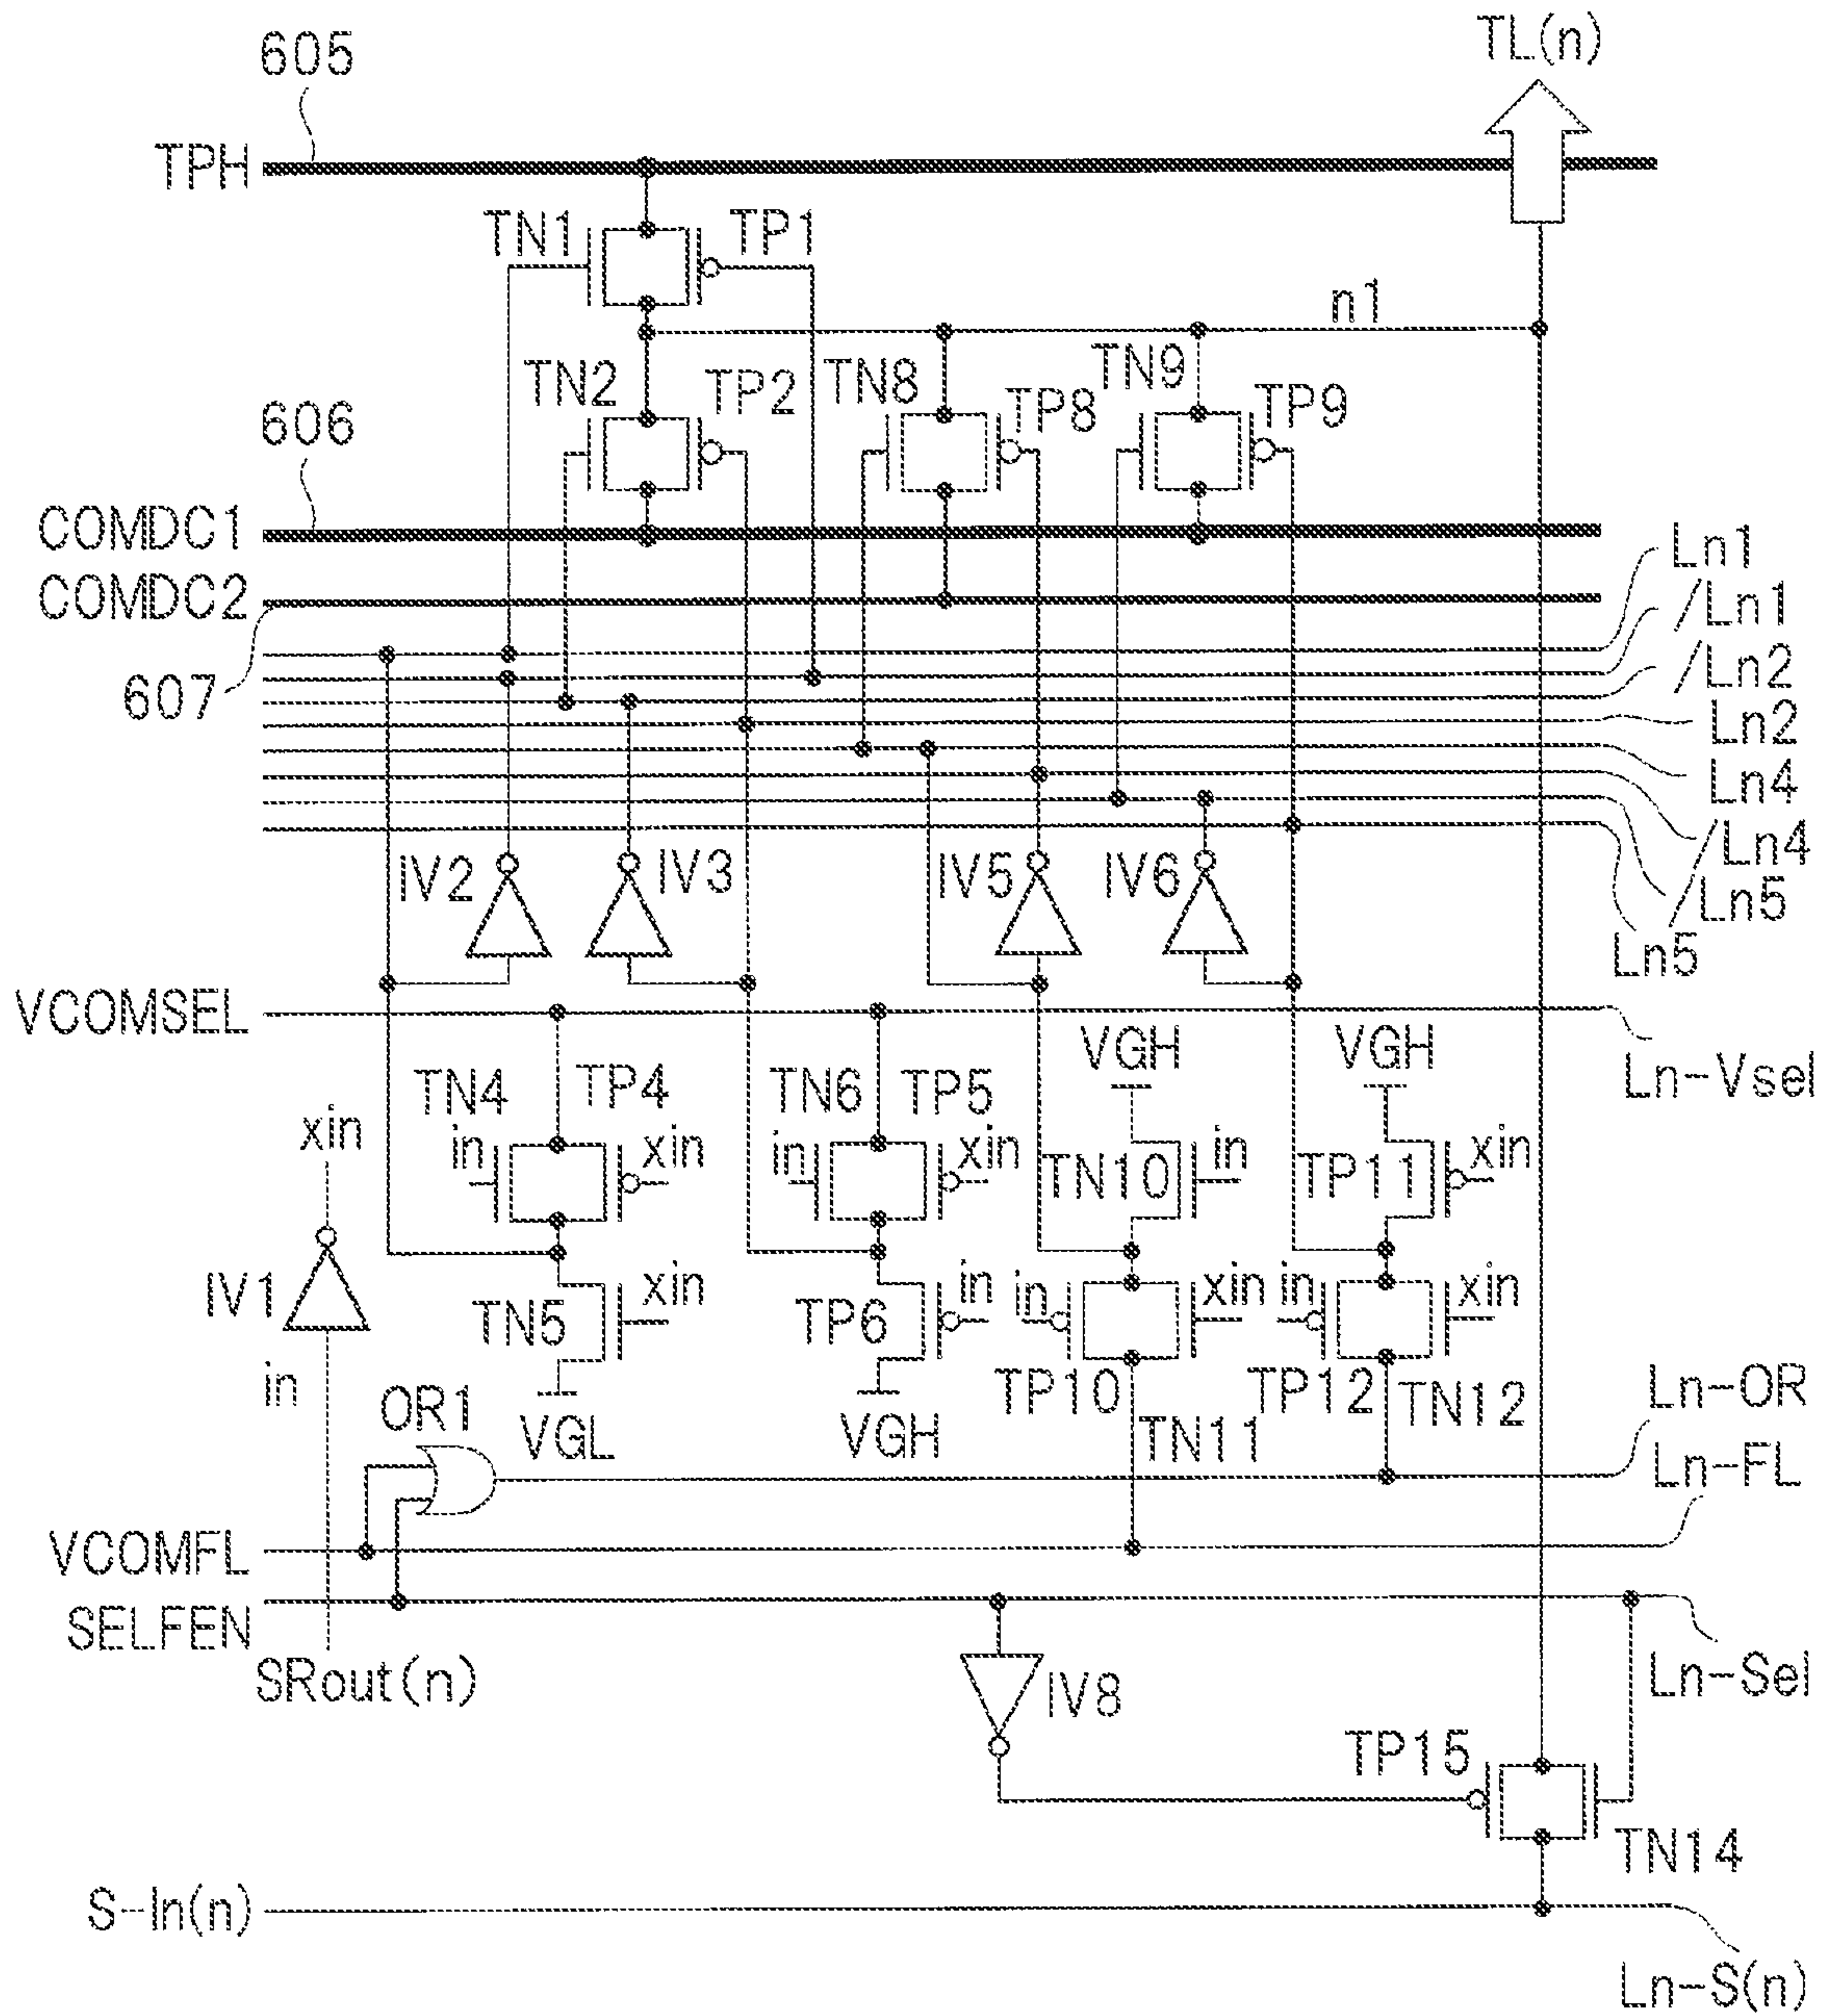 TL(n)
605
TPH
TN1
TP1
n1
TN2
TP2
TN8
TP8
TN9
TP9
606
COMDC1
COMDC2
607
Ln1
/Ln1
/Ln2
Ln2
Ln4
/Ln4
/Ln5
Ln5
IV2
IV3
IV5
IV6
VCOMSEL
Ln-Vsel
VGH
VGH
TN4
TP4
TN6
TP5
xin
in
xin
in
xin
TN10
in
TP11
xin
IV1
TN5
xin
TP6
in
in
xin
in
xin
in
VGL
VGH
TP10
TN11
TP12
TN12
OR1
Ln-OR
Ln-FL
VCOMFL
SELFEN
SRout(n)
IV8
Ln-Sel
TP15
TN14
S-In(n)
Ln-S(n)